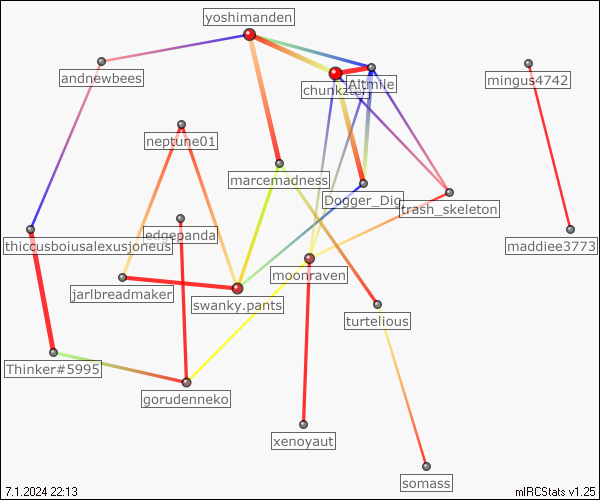 yoshimanden
andnewbees
Altmile
mingus4742
neptune01
marcemadness
Dogger_Dig
trash_skeleton
edgepanda
thiccusboiusalexusjoneus
maddiee3773
moonraven
jarlbreadmaker
swanky.pants
turtelious
Thinker#5995
gorudenneko
xenoyaut
somass
7.1.2024 22:13
mIRCStats v1.25